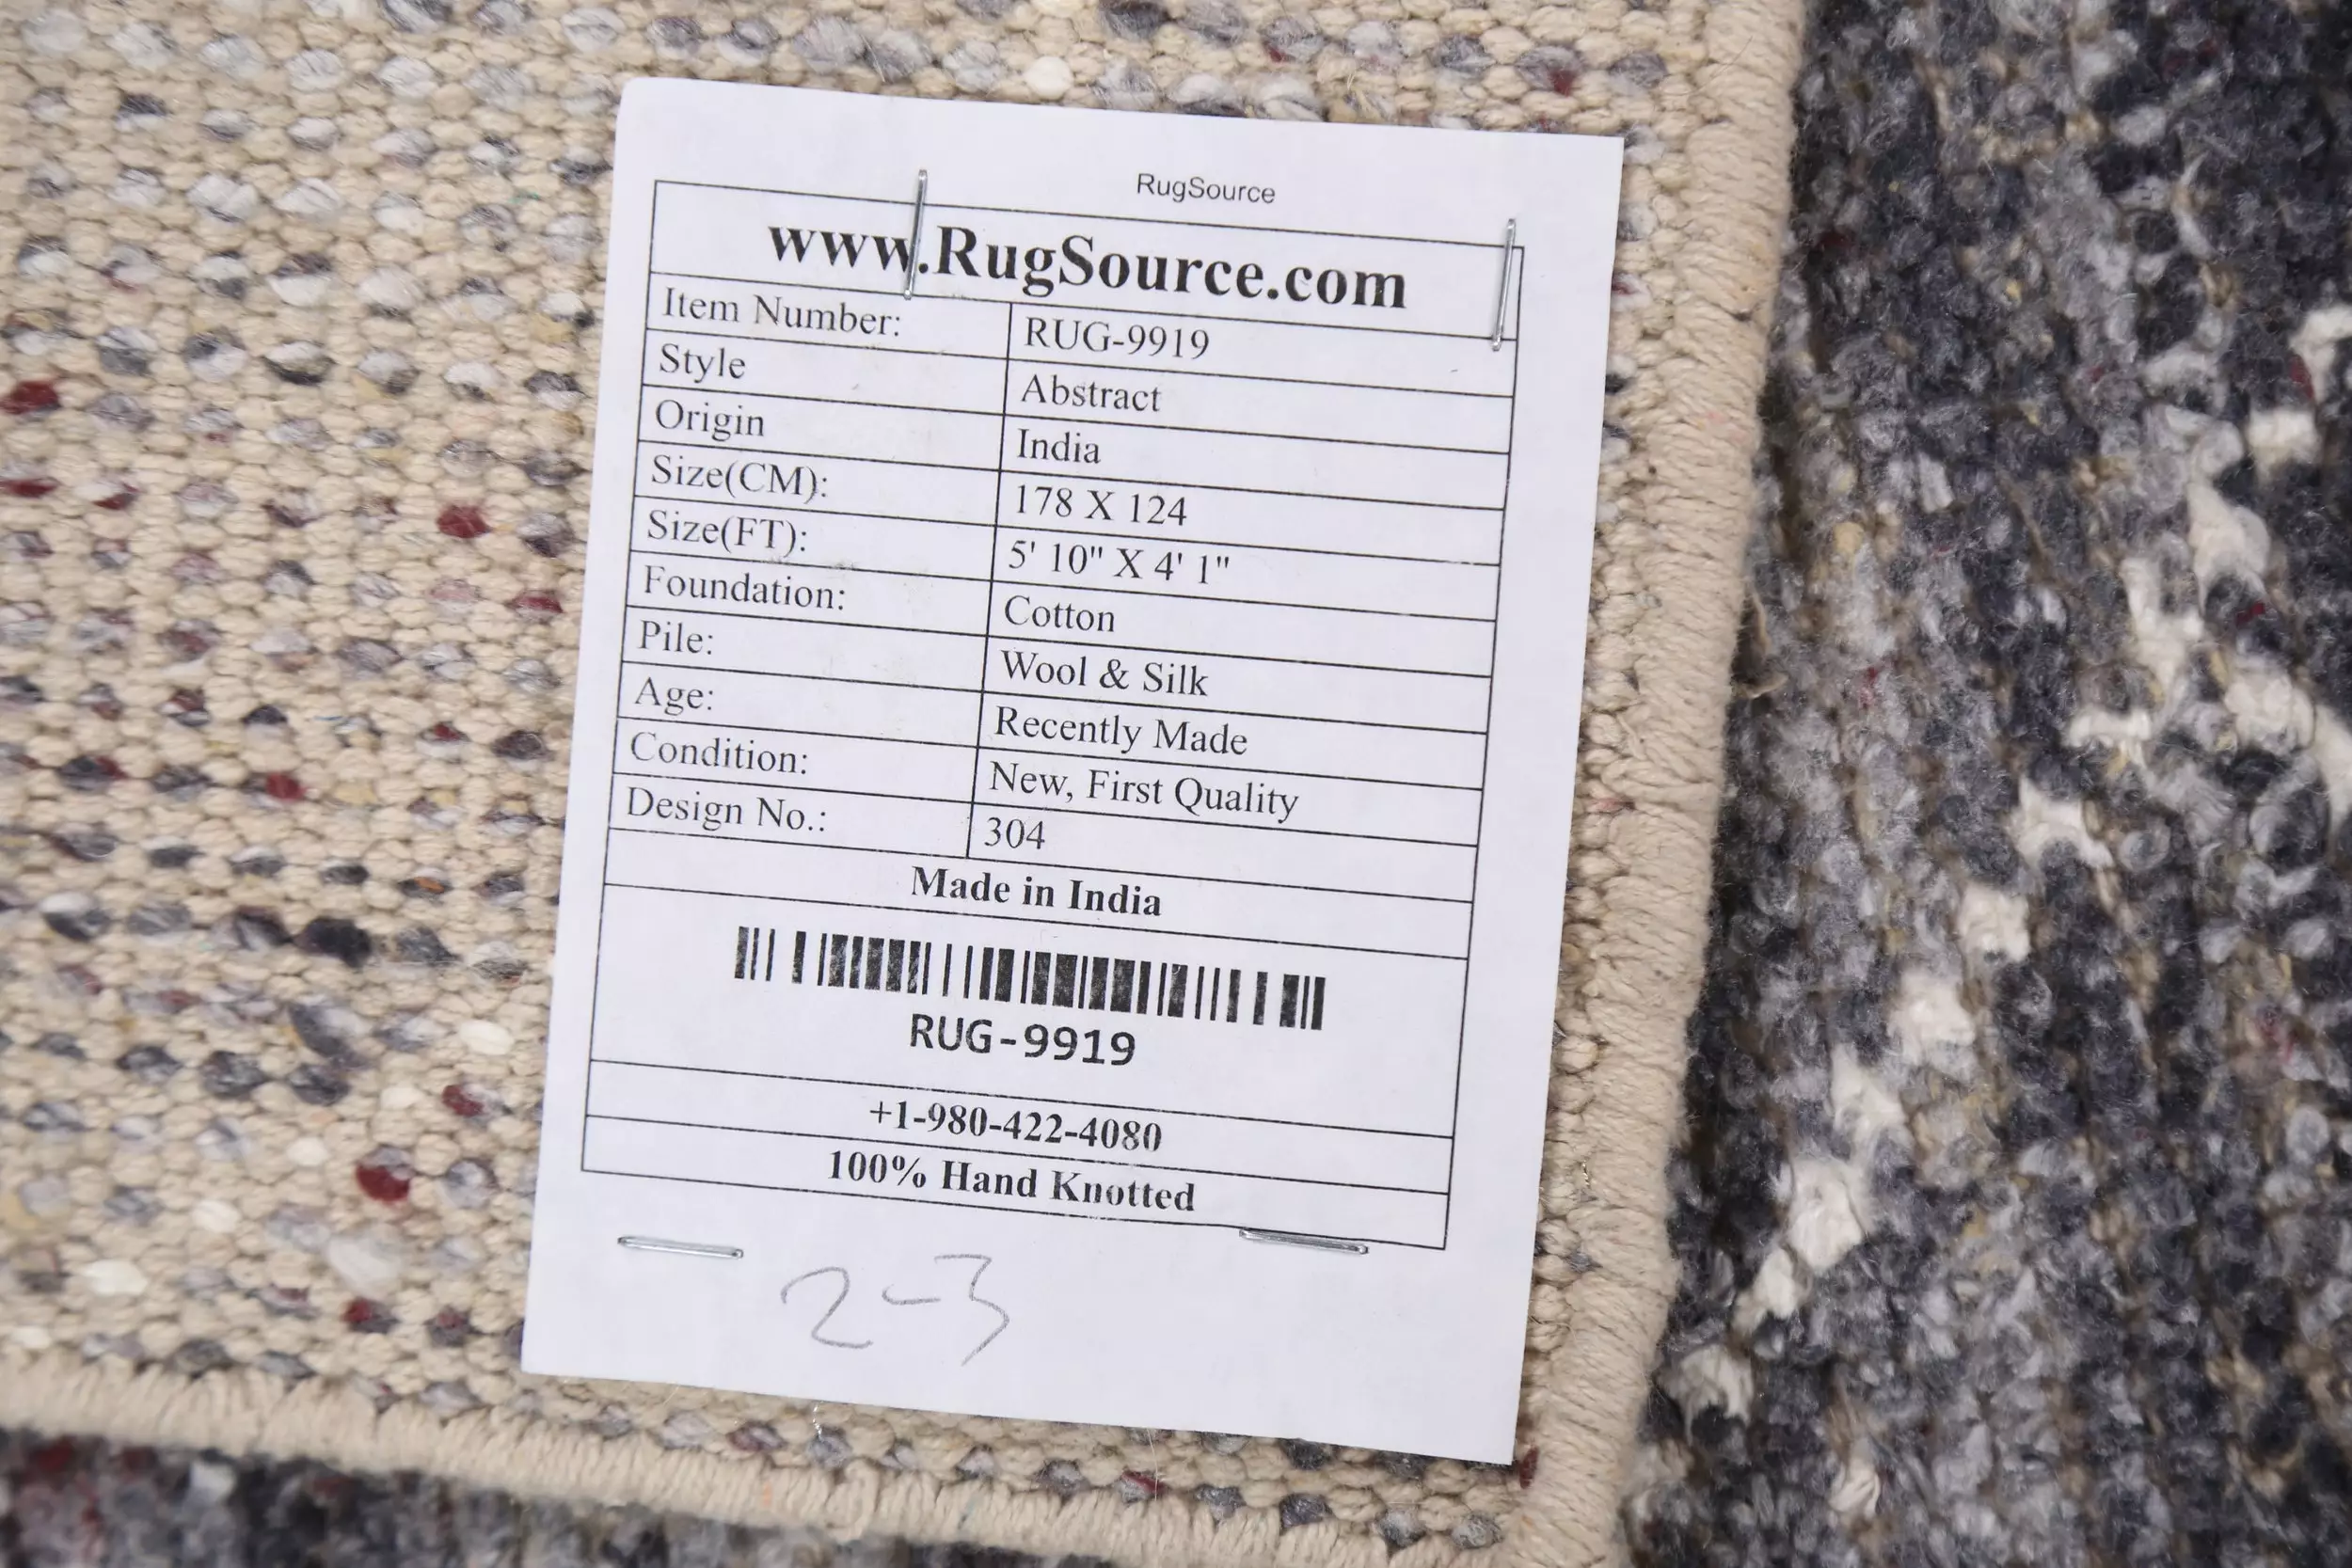 RugSource
www.RugSource.com
Item Number: RUG-9919
Style Abstract
Origin India
Size(CM): 178 X 124
Size(FT): 5' 10" X 4' 1"
Foundation: Cotton
Pile: Wool & Silk
Age: Recently Made
Condition: New, First Quality
Design No.: 304
Made in India
RUG-9919
+1-980-422-4080
100% Hand Knotted
2-3